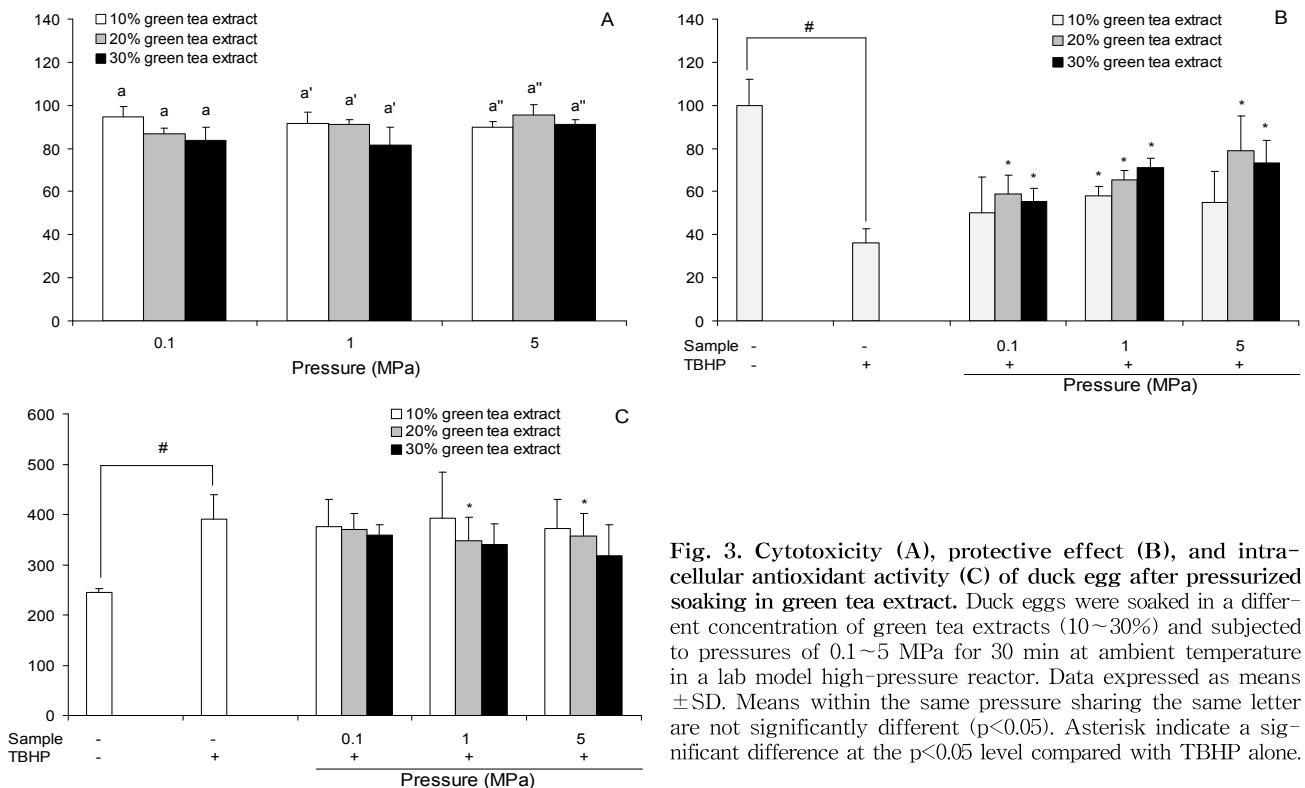 A
10% green tea extract
20% green tea extract
30% green tea extract
140
120
100
80
60
40
20
0
a a a
a' a' a'
a" a" a"
0.1 1 5
Pressure (MPa)
B
10% green tea extract
20% green tea extract
30% green tea extract
140
120
100
80
60
40
20
0
#
* *
* * *
* *
Sample - - 0.1 1 5
TBHP - + + + +
Pressure (MPa)
C
10% green tea extract
20% green tea extract
30% green tea extract
600
500
400
300
200
100
0
#
*
*
Sample - - 0.1 1 5
TBHP - + + + +
Pressure (MPa)
Fig. 3. Cytotoxicity (A), protective effect (B), and intra-
cellular antioxidant activity (C) of duck egg after pressurized
soaking in green tea extract. Duck eggs were soaked in a differ-
ent concentration of green tea extracts (10~30%) and subjected
to pressures of 0.1~5 MPa for 30 min at ambient temperature
in a lab model high-pressure reactor. Data expressed as means
±SD. Means within the same pressure sharing the same letter
are not significantly different (p<0.05). Asterisk indicate a sig-
nificant difference at the p<0.05 level compared with TBHP alone.